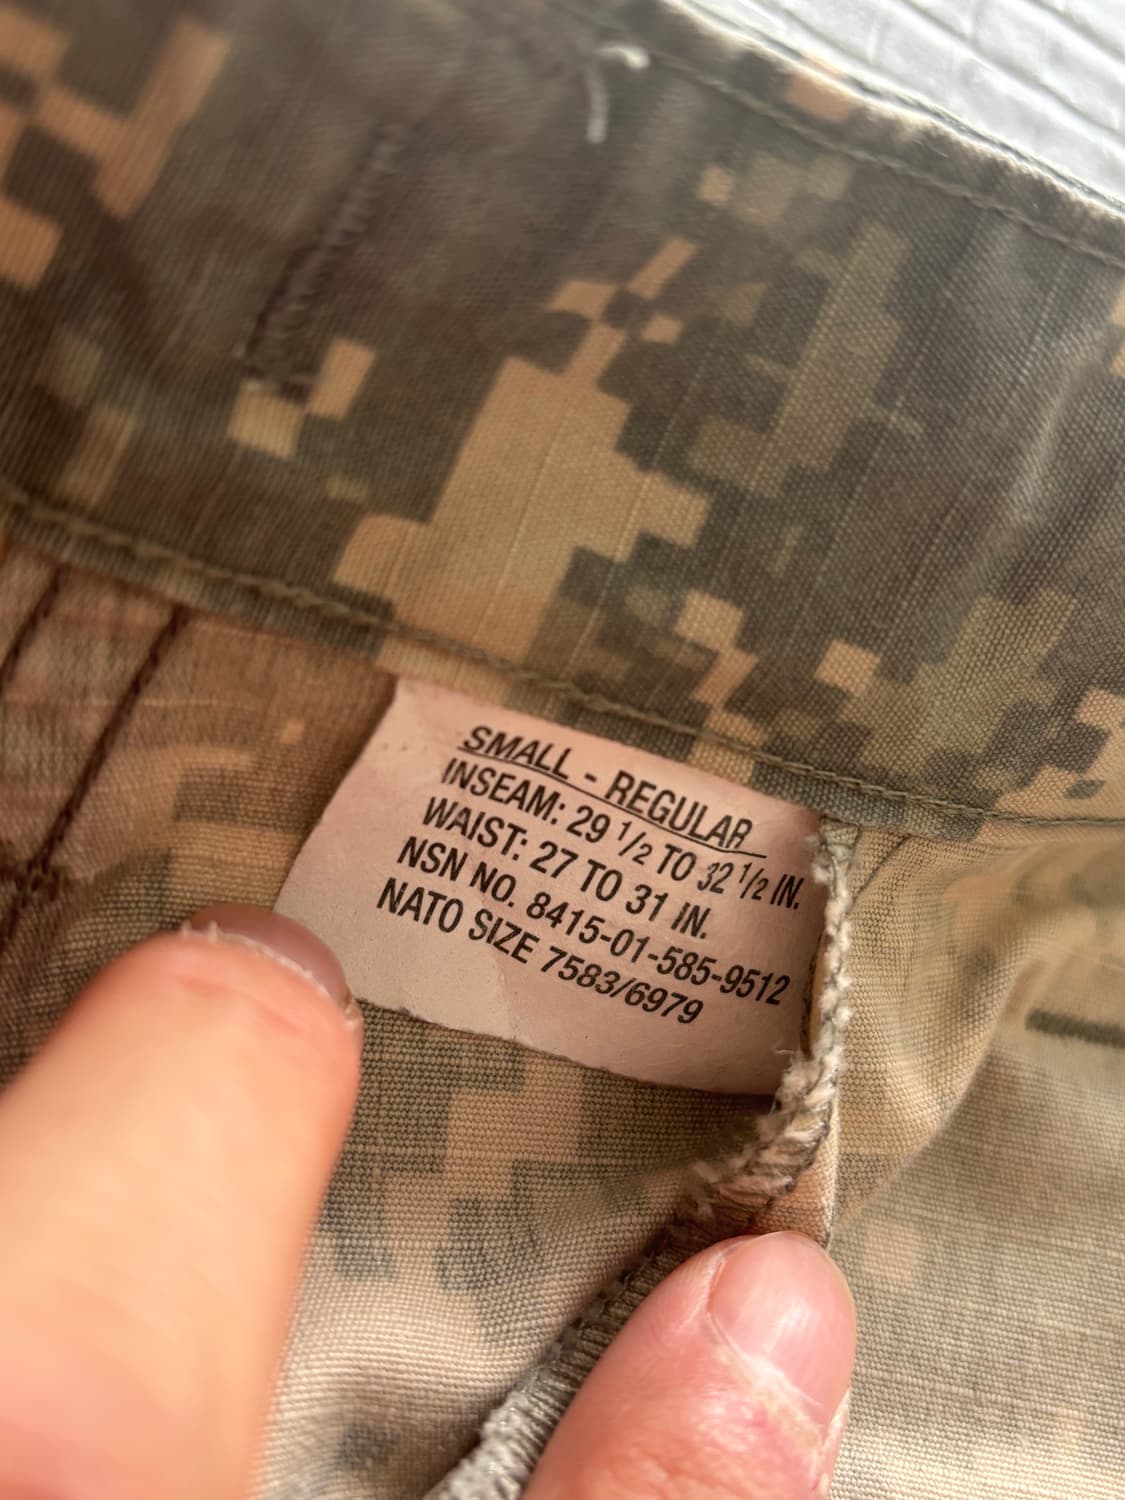 SMALL - REGULAR
INSEAM: 29 1/2 TO 32 1/2 IN.
WAIST: 27 TO 31 IN.
NSN NO. 8415-01-585-9512
NATO SIZE 7583/6979